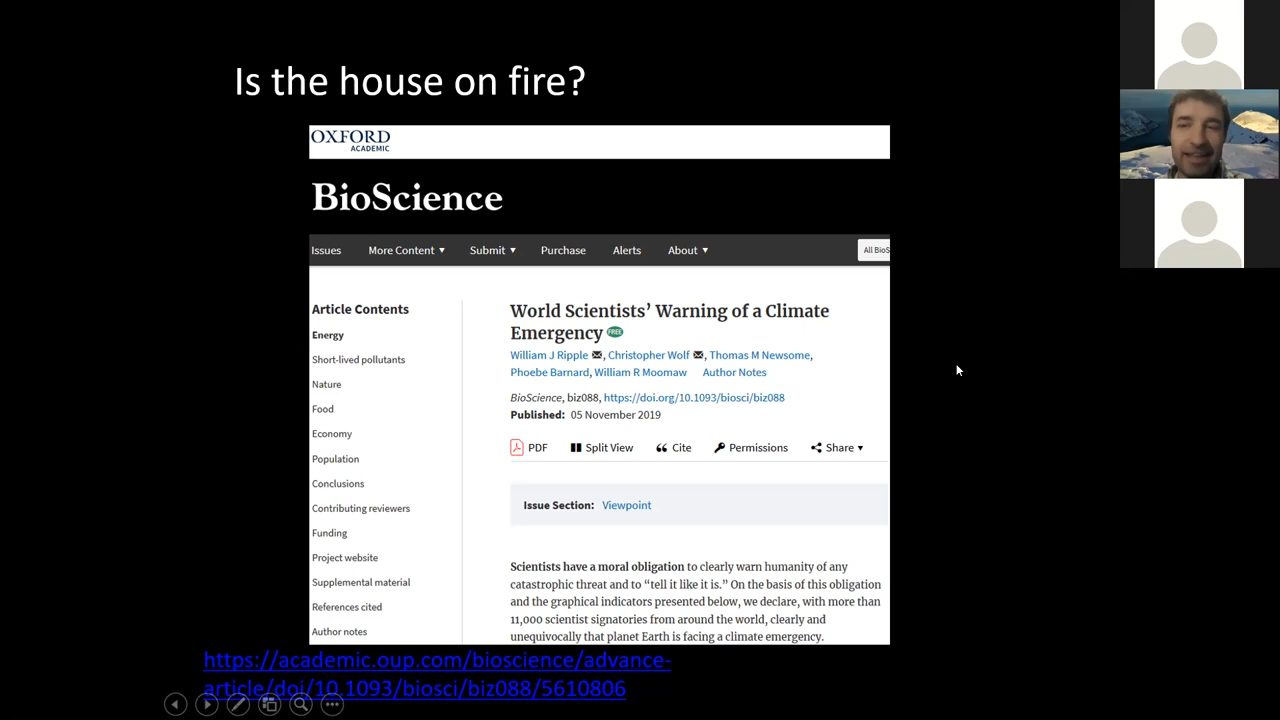 Is the house on fire?
OXFORD
ACADEMIC
BioScience
Issues More Content ▼ Submit ▼ Purchase Alerts About ▼ All BioS
Article Contents
Energy
Short-lived pollutants
Nature
Food
Economy
Population
Conclusions
Contributing reviewers
Funding
Project website
Supplemental material
References cited
Author notes
World Scientists’ Warning of a Climate
Emergency FREE
William J Ripple, Christopher Wolf, Thomas M Newsome,
Phoebe Barnard, William R Moomaw Author Notes
BioScience, biz088, https://doi.org/10.1093/biosci/biz088
Published: 05 November 2019
PDF Split View Cite Permissions Share ▼
Issue Section: Viewpoint
Scientists have a moral obligation to clearly warn humanity of any
catastrophic threat and to “tell it like it is.” On the basis of this obligation
and the graphical indicators presented below, we declare, with more than
11,000 scientist signatories from around the world, clearly and
unequivocally that planet Earth is facing a climate emergency.
https://academic.oup.com/bioscience/advance-
article/doi/10.1093/biosci/biz088/5610806